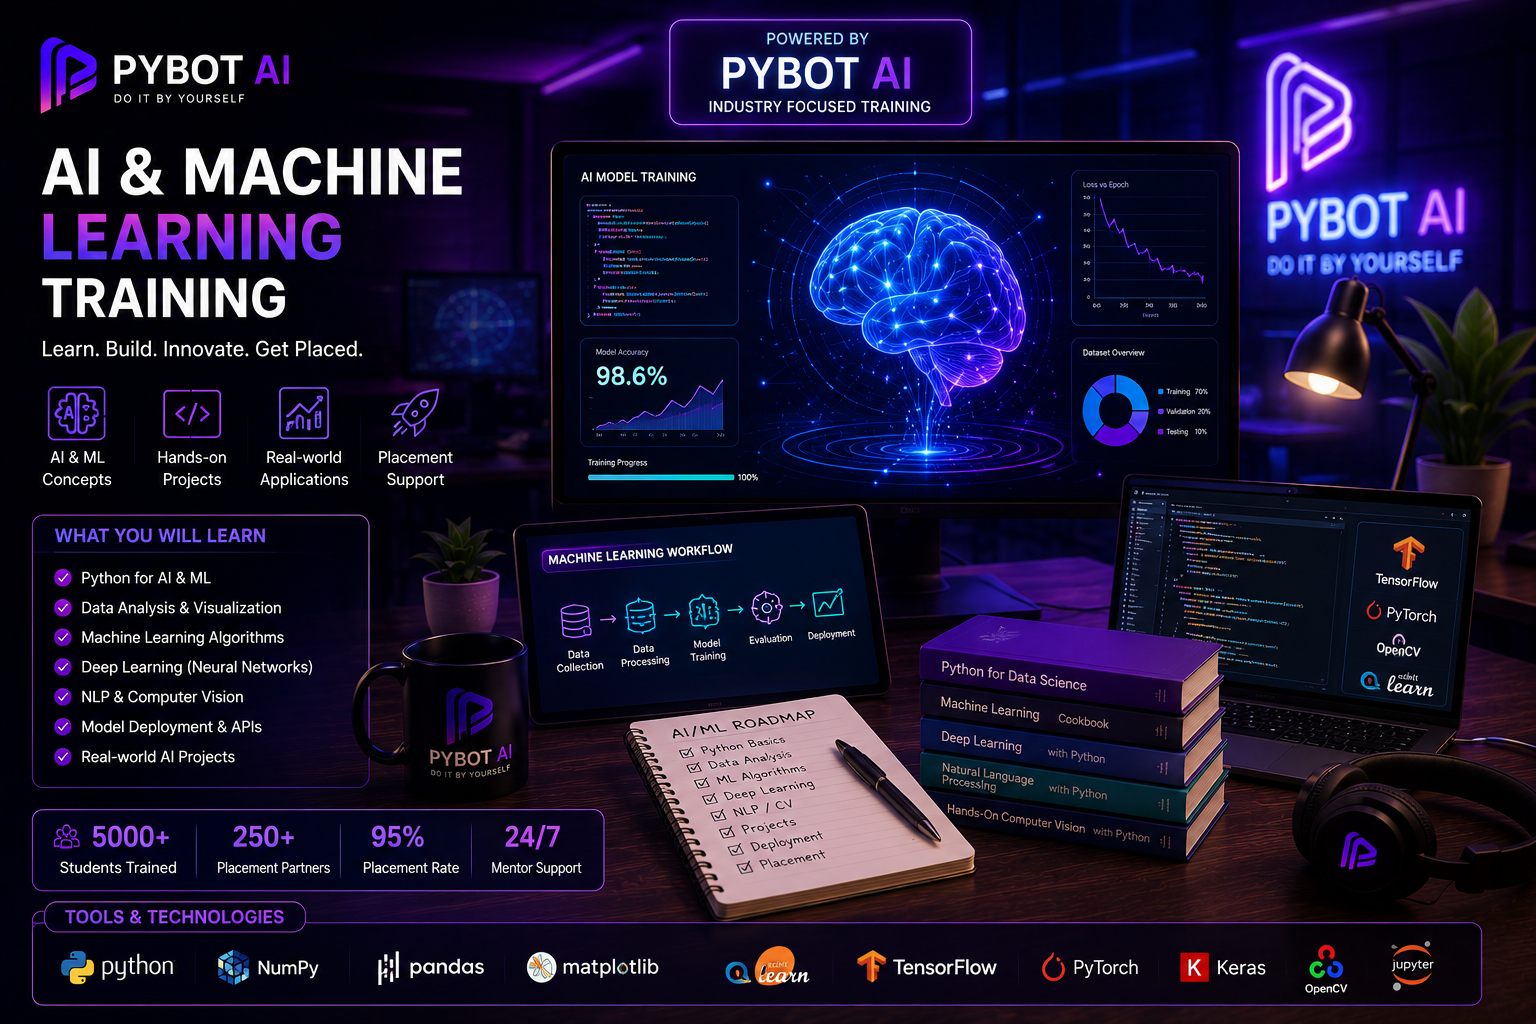 PYBOT AI
DO IT BY YOURSELF
POWERED BY
PYBOT AI
INDUSTRY FOCUSED TRAINING
AI & MACHINE
LEARNING
TRAINING
Learn. Build. Innovate. Get Placed.
AI & ML
Concepts
Hands-on
Projects
Real-world
Applications
Placement
Support
WHAT YOU WILL LEARN
Python for AI & ML
Data Analysis & Visualization
Machine Learning Algorithms
Deep Learning (Neural Networks)
NLP & Computer Vision
Model Deployment & APIs
Real-world AI Projects
AI MODEL TRAINING
Model Accuracy
98.6%
Training Progress
100%
Loss vs Epoch
Dataset Overview
Training 70%
Validation 20%
Testing 10%
PYBOT AI
DO IT BY YOURSELF
MACHINE LEARNING WORKFLOW
Data
Collection
Data
Processing
Model
Training
Evaluation
Deployment
TensorFlow
PyTorch
OpenCV
learn
PYBOT AI
DO IT BY YOURSELF
AI/ML ROADMAP
Python Basics
Data Analysis
ML Algorithms
Deep Learning
NLP / CV
Projects
Deployment
Placement
Python for Data Science
Machine Learning Cookbook
Deep Learning with Python
Natural Language
Processing with Python
Hands-On Computer Vision with Python
5000+
Students Trained
250+
Placement Partners
95%
Placement Rate
24/7
Mentor Support
TOOLS & TECHNOLOGIES
python
NumPy
pandas
matplotlib
learn
TensorFlow
PyTorch
K Keras
OpenCV
jupyter